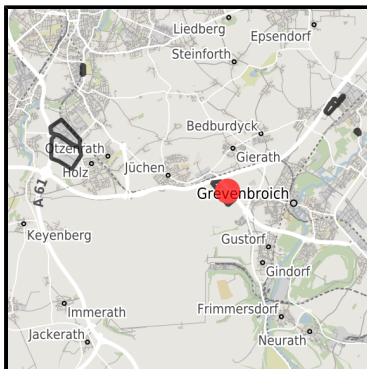 Liedberg
Epsendorf
Steinforth
Bedburdyck
Otzenrath
Holz
Jüchen
Gierath
A 61
Grevenbroich
Keyenberg
Gustorf
Gindorf
Immerath
Frimmersdorf
Jackerath
Neurath